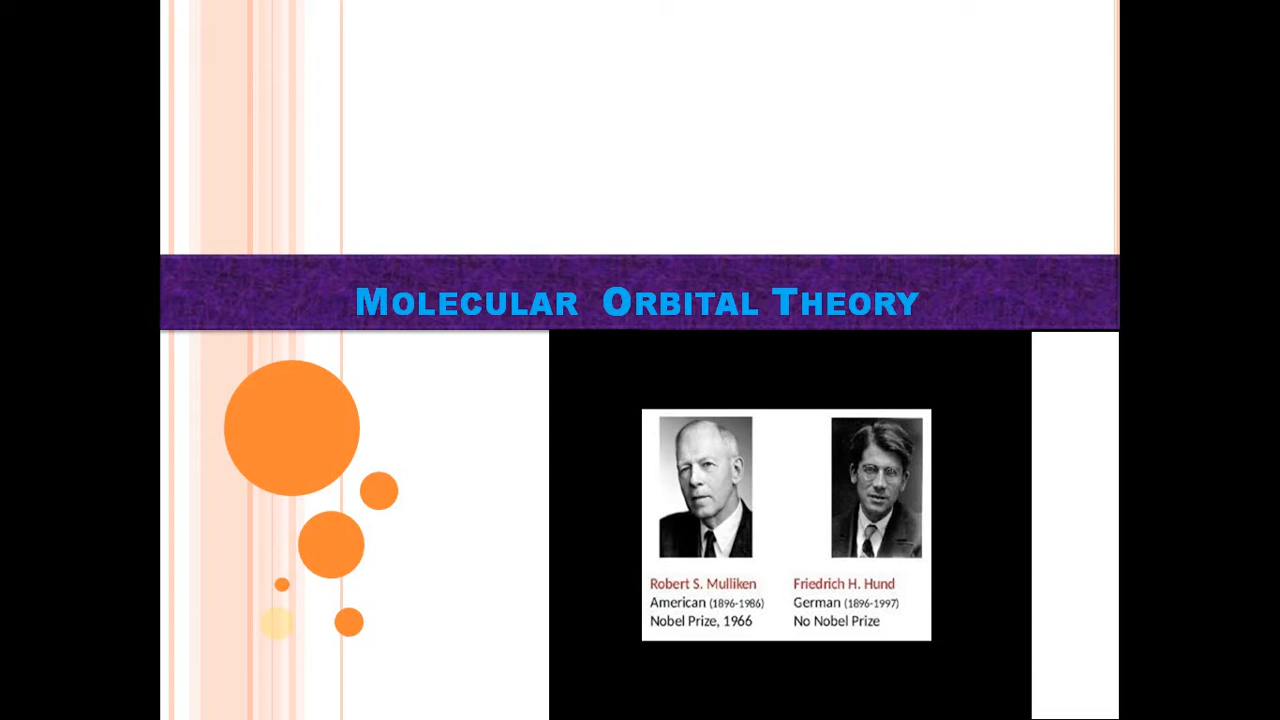 Molecular Orbital Theory
Robert S. Mulliken
American (1896-1986)
Nobel Prize, 1966
Friedrich H. Hund
German (1896-1997)
No Nobel Prize